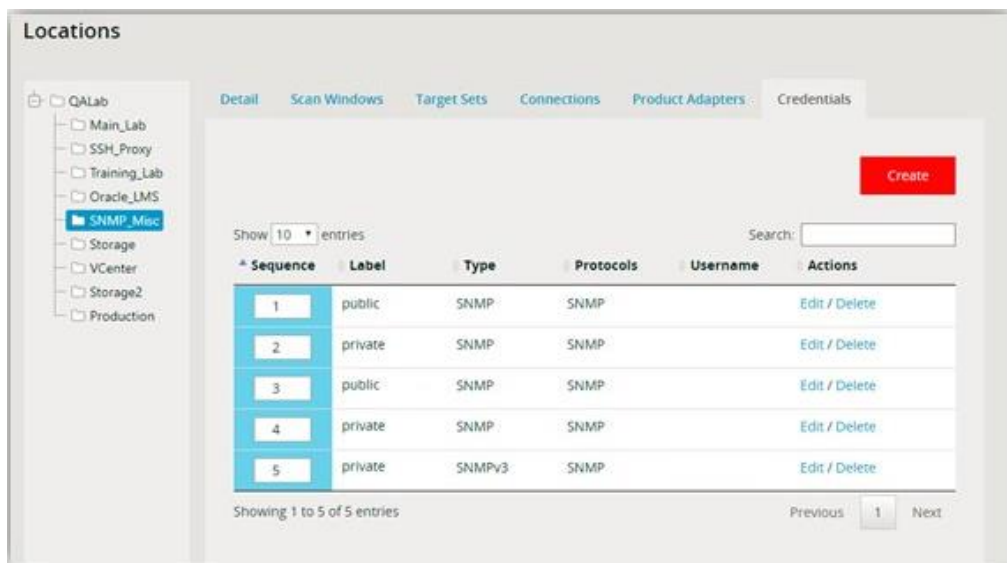 Locations
QALab
Main_Lab
SSH_Proxy
Training_Lab
Oracle_LMS
SNMP_Misc
Storage
VCenter
Storage2
Production
Detail Scan Windows Target Sets Connections Product Adapters Credentials
Create
Show 10 entries Search:
Sequence Label Type Protocols Username Actions
1 public SNMP SNMP Edit / Delete
2 private SNMP SNMP Edit / Delete
3 public SNMP SNMP Edit / Delete
4 private SNMP SNMP Edit / Delete
5 private SNMPv3 SNMP Edit / Delete
Showing 1 to 5 of 5 entries Previous 1 Next